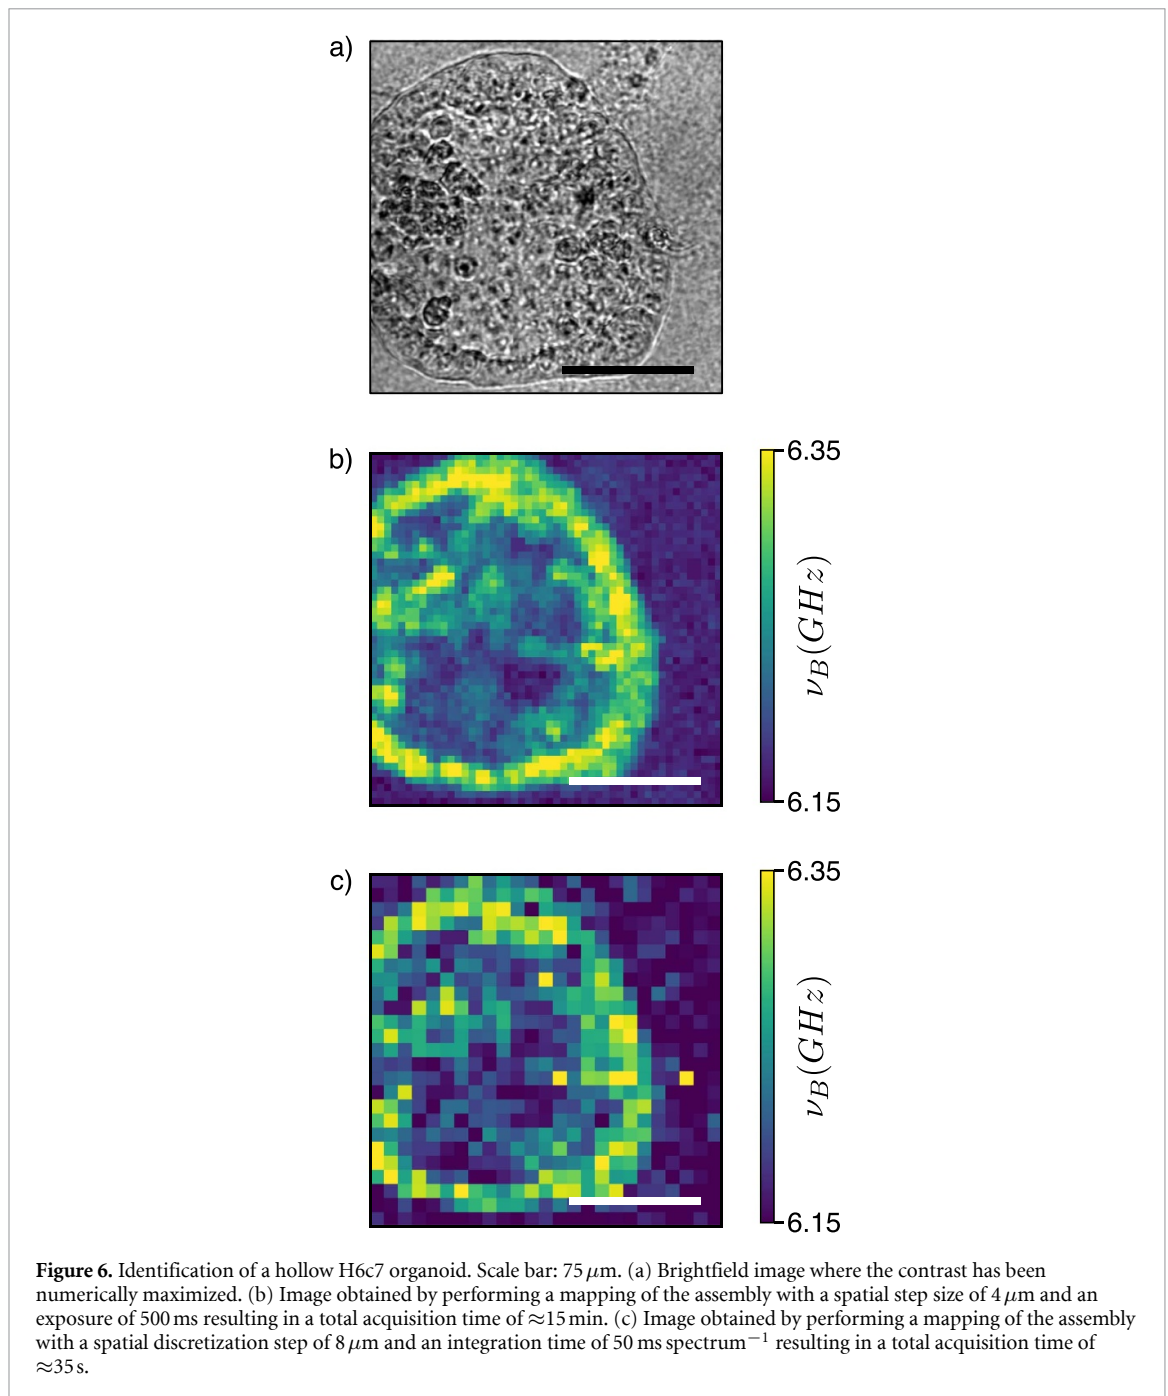 a)
b)
6.35
ν_B(GHz)
6.15
c)
6.35
ν_B(GHz)
6.15
Figure 6. Identification of a hollow H6c7 organoid. Scale bar: 75 μm. (a) Brightfield image where the contrast has been
numerically maximized. (b) Image obtained by performing a mapping of the assembly with a spatial step size of 4 μm and an
exposure of 500 ms resulting in a total acquisition time of ≈15 min. (c) Image obtained by performing a mapping of the assembly
with a spatial discretization step of 8 μm and an integration time of 50 ms spectrum⁻¹ resulting in a total acquisition time of
≈35 s.